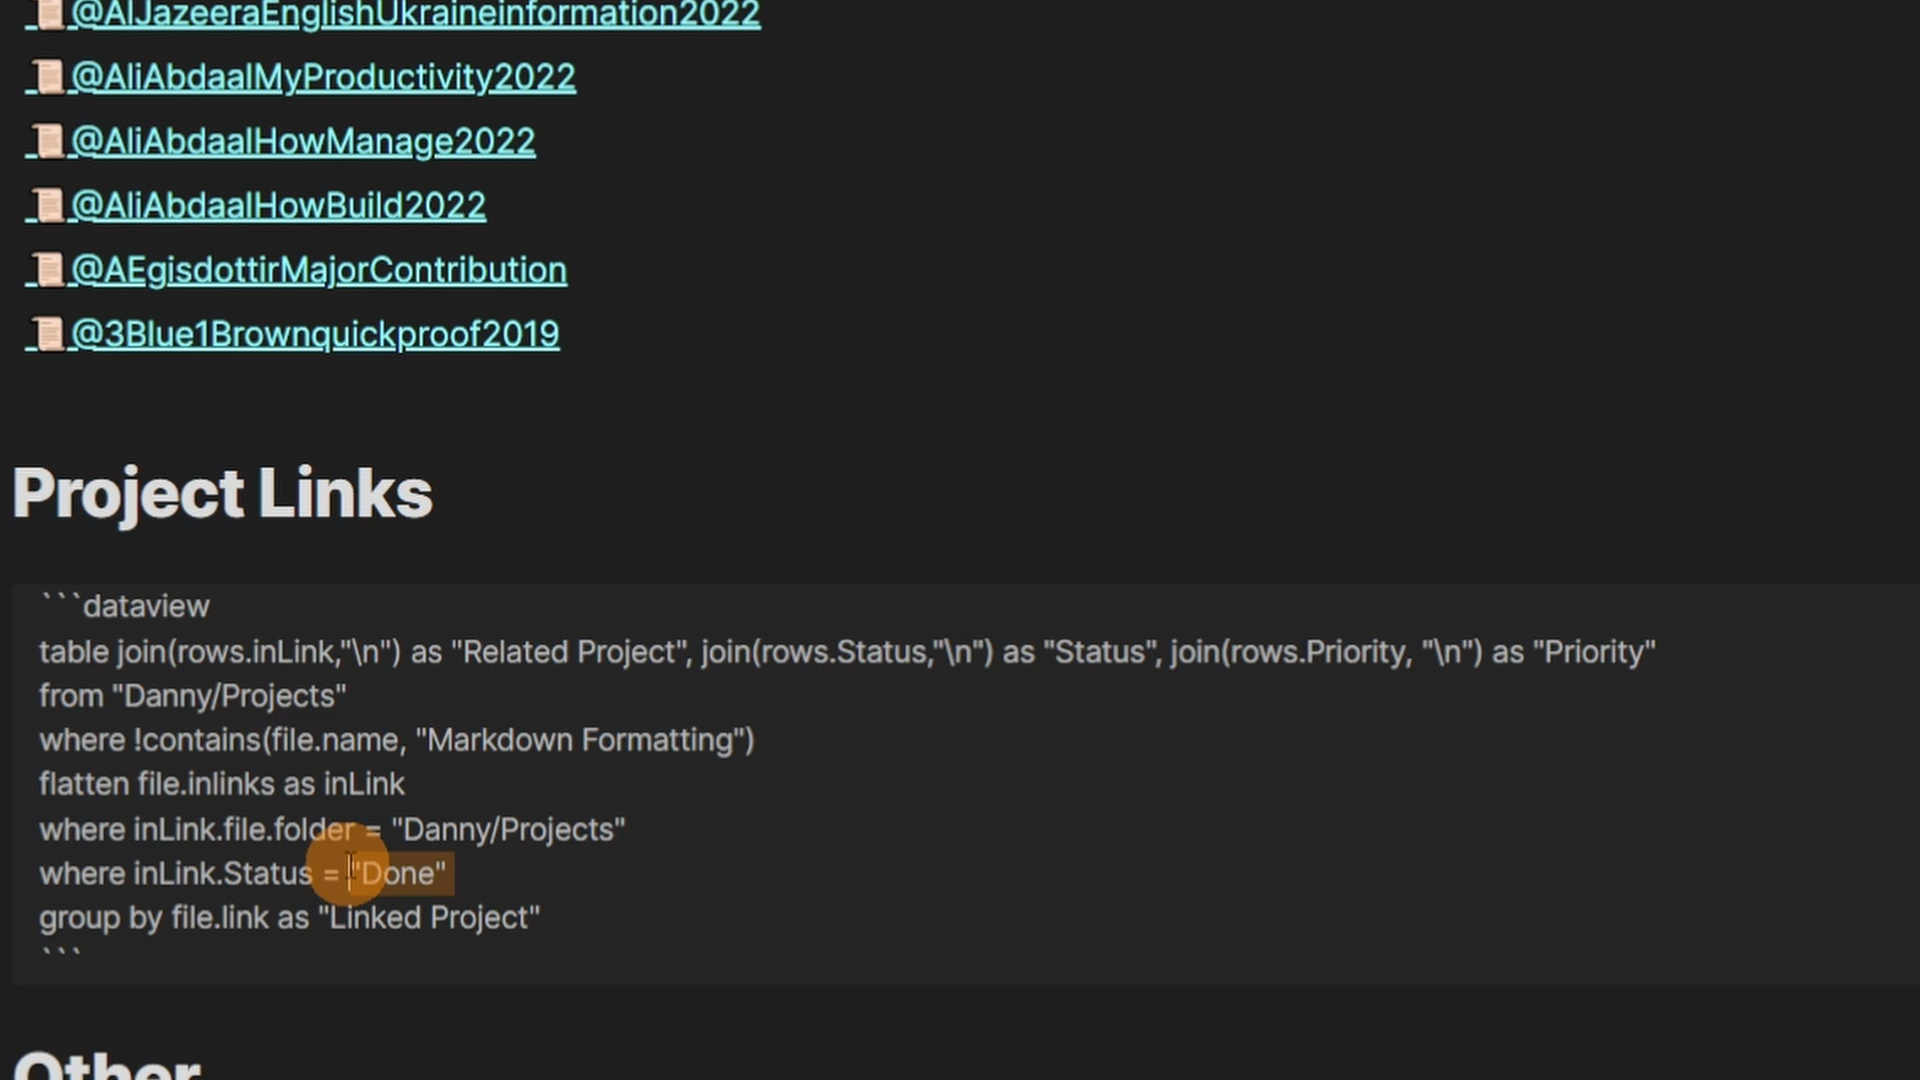 @AlJazeeraEnglishUkraineinformation2022
@AliAbdaalMyProductivity2022
@AliAbdaalHowManage2022
@AliAbdaalHowBuild2022
@AEgisdottirMajorContribution
@3Blue1Brownquickproof2019
Project Links
```dataview
table join(rows.inLink,"\n") as "Related Project", join(rows.Status,"\n") as "Status", join(rows.Priority, "\n") as "Priority"
from "Danny/Projects"
where !contains(file.name, "Markdown Formatting")
flatten file.inlinks as inLink
where inLink.file.folder = "Danny/Projects"
where inLink.Status = "Done"
group by file.link as "Linked Project"
```
Other